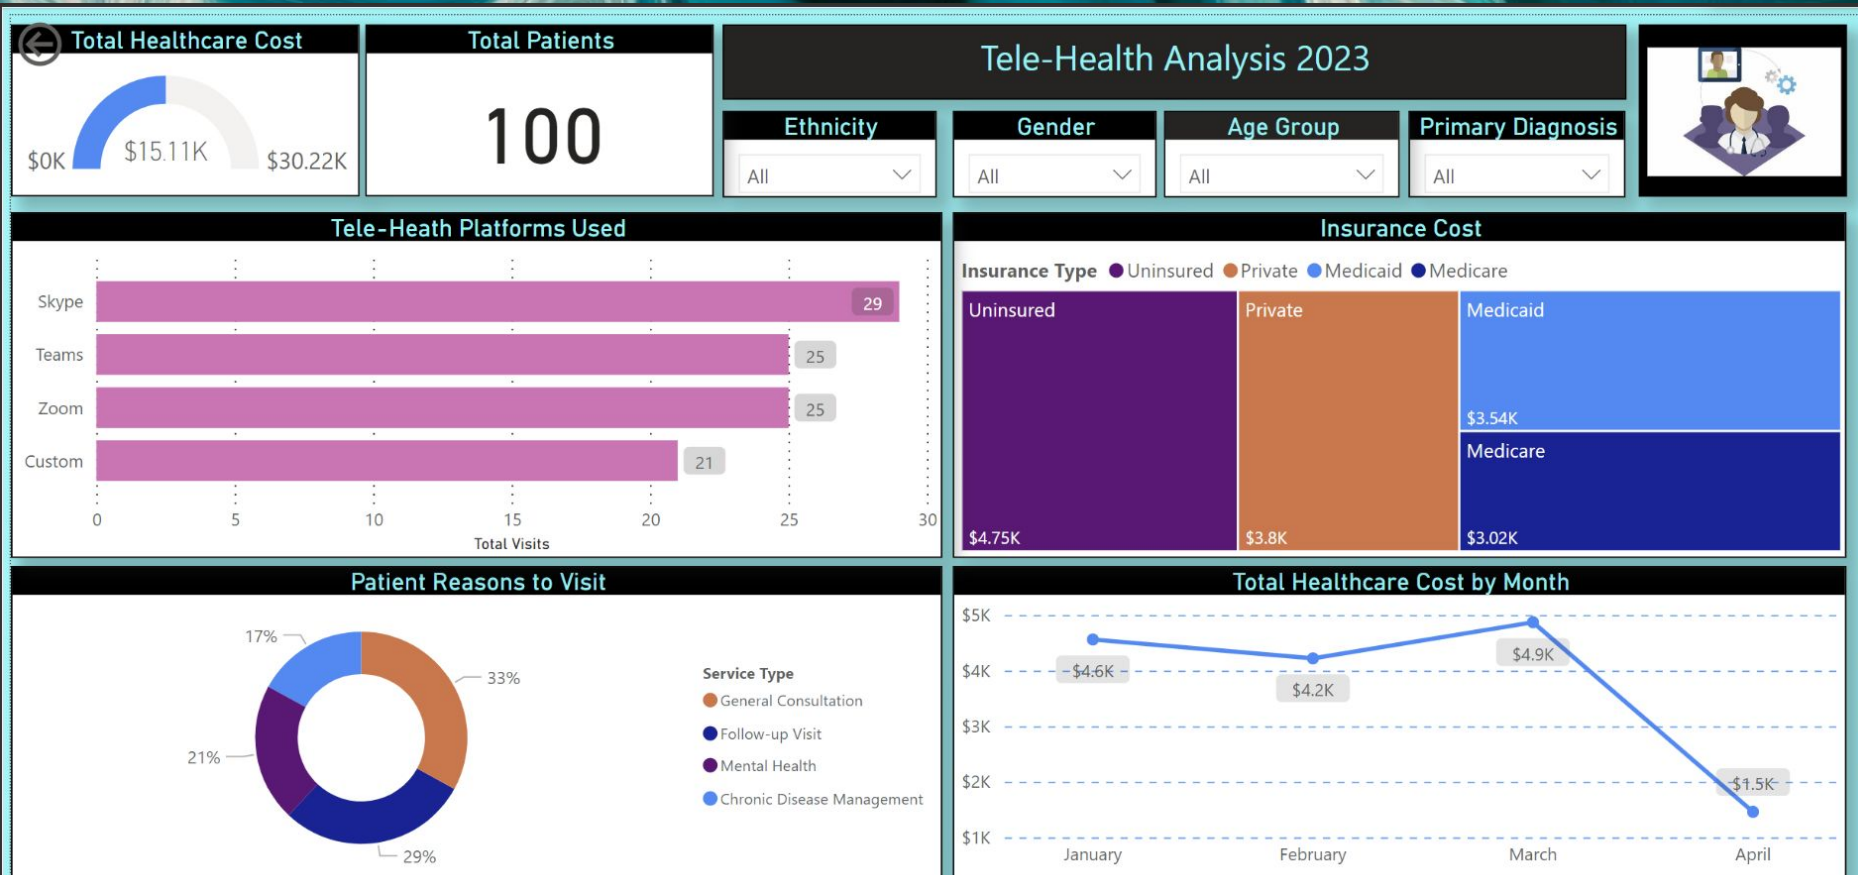 Total Healthcare Cost
$0K
$15.11K
$30.22K
Total Patients
100
Tele-Health Analysis 2023
Ethnicity
All
Gender
All
Age Group
All
Primary Diagnosis
All
Tele-Heath Platforms Used
Skype
29
Teams
25
Zoom
25
Custom
21
0 5 10 15 20 25 30
Total Visits
Insurance Cost
Insurance Type Uninsured Private Medicaid Medicare
Uninsured
$4.75K
Private
$3.8K
Medicaid
$3.54K
Medicare
$3.02K
Patient Reasons to Visit
17%
33%
21%
29%
Service Type
General Consultation
Follow-up Visit
Mental Health
Chronic Disease Management
Total Healthcare Cost by Month
$5K
$4K
$3K
$2K
$1K
$4.6K
$4.2K
$4.9K
$1.5K
January February March April